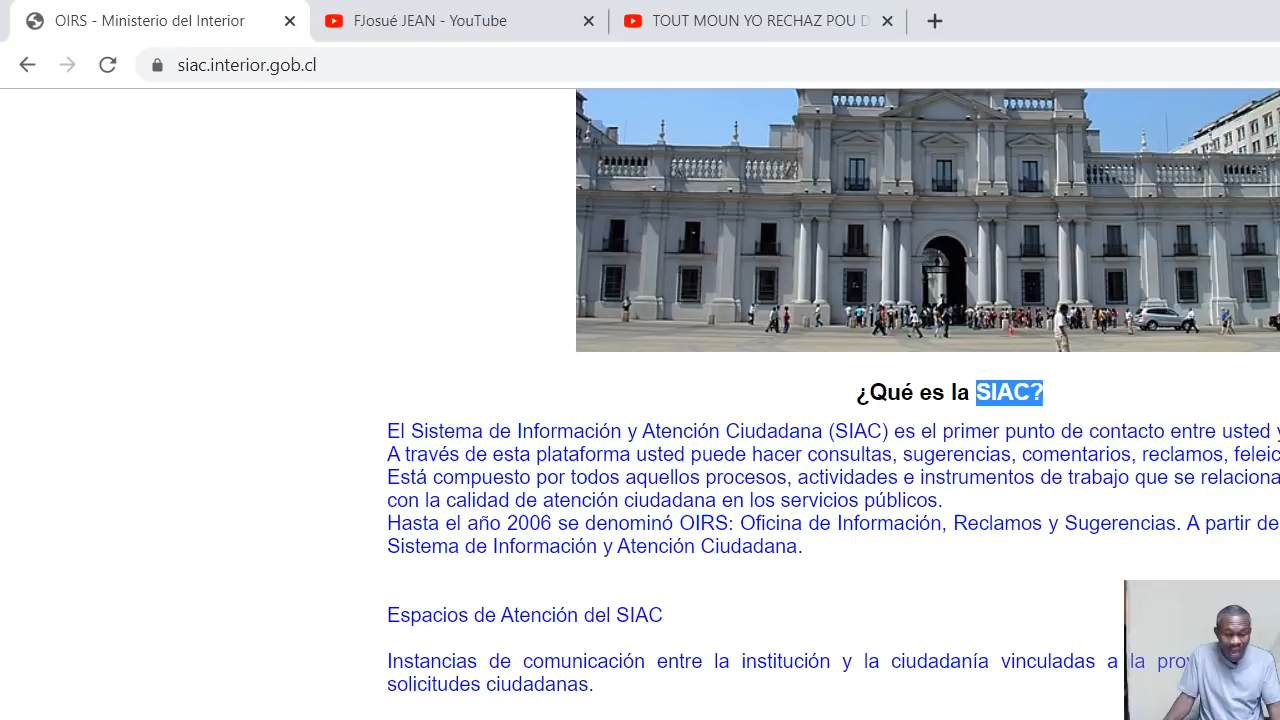 OIRS - Ministerio del Interior
FJosué JEAN - YouTube
TOUT MOUN YO RECHAZ POU D
siac.interior.gob.cl
¿Qué es la SIAC?
El Sistema de Información y Atención Ciudadana (SIAC) es el primer punto de contacto entre usted y
A través de esta plataforma usted puede hacer consultas, sugerencias, comentarios, reclamos, feleic
Está compuesto por todos aquellos procesos, actividades e instrumentos de trabajo que se relaciona
con la calidad de atención ciudadana en los servicios públicos.
Hasta el año 2006 se denominó OIRS: Oficina de Información, Reclamos y Sugerencias. A partir de
Sistema de Información y Atención Ciudadana.
Espacios de Atención del SIAC
Instancias de comunicación entre la institución y la ciudadanía vinculadas a la
solicitudes ciudadanas.